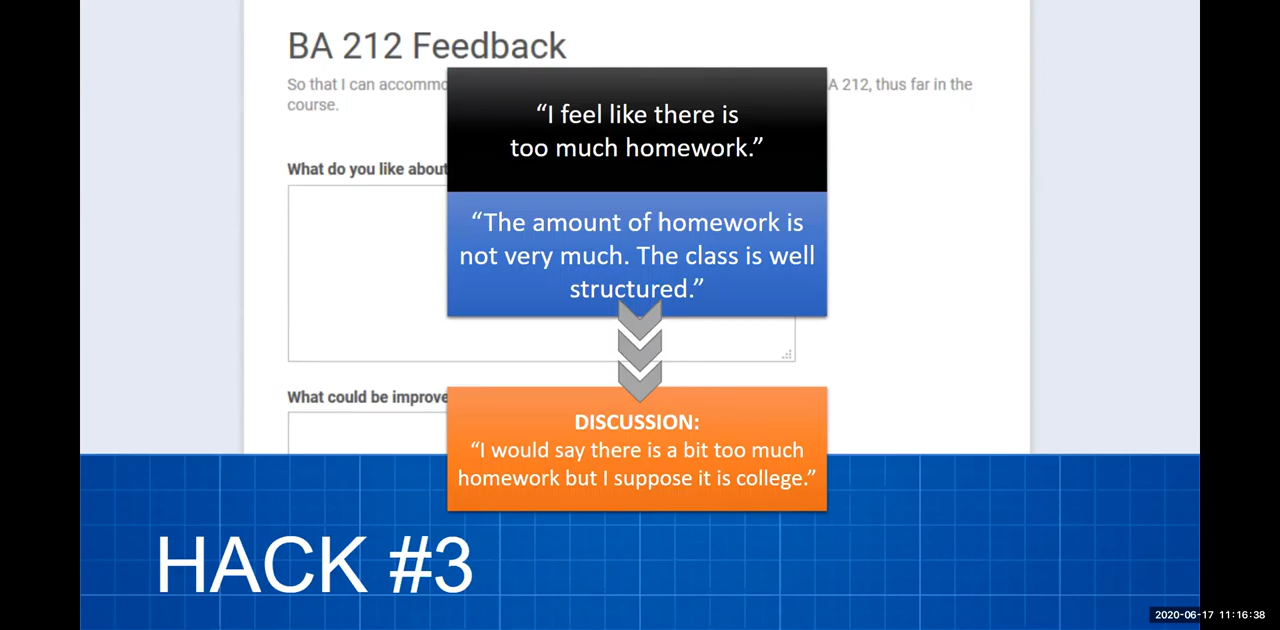 BA 212 Feedback
So that I can accommo
A 212, thus far in the
course.
“I feel like there is
too much homework.”
What do you like about
“The amount of homework is
not very much. The class is well
structured.”
What could be improve
DISCUSSION:
“I would say there is a bit too much
homework but I suppose it is college.”
HACK #3
2020-06-17 11:16:38